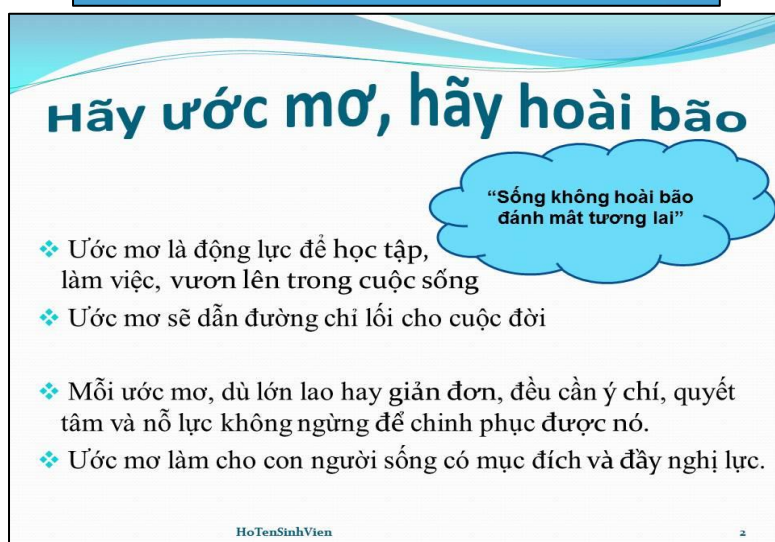 Hãy ước mơ, hãy hoài bão
“Sống không hoài bão
đánh mât tương lai”
Ước mơ là động lực để học tập,
làm việc, vươn lên trong cuộc sống
Ước mơ sẽ dẫn đường chỉ lối cho cuộc đời
Mỗi ước mơ, dù lớn lao hay giản đơn, đều cần ý chí, quyết
tâm và nỗ lực không ngừng để chinh phục được nó.
Ước mơ làm cho con người sống có mục đích và đầy nghị lực.
HoTenSinhVien
2